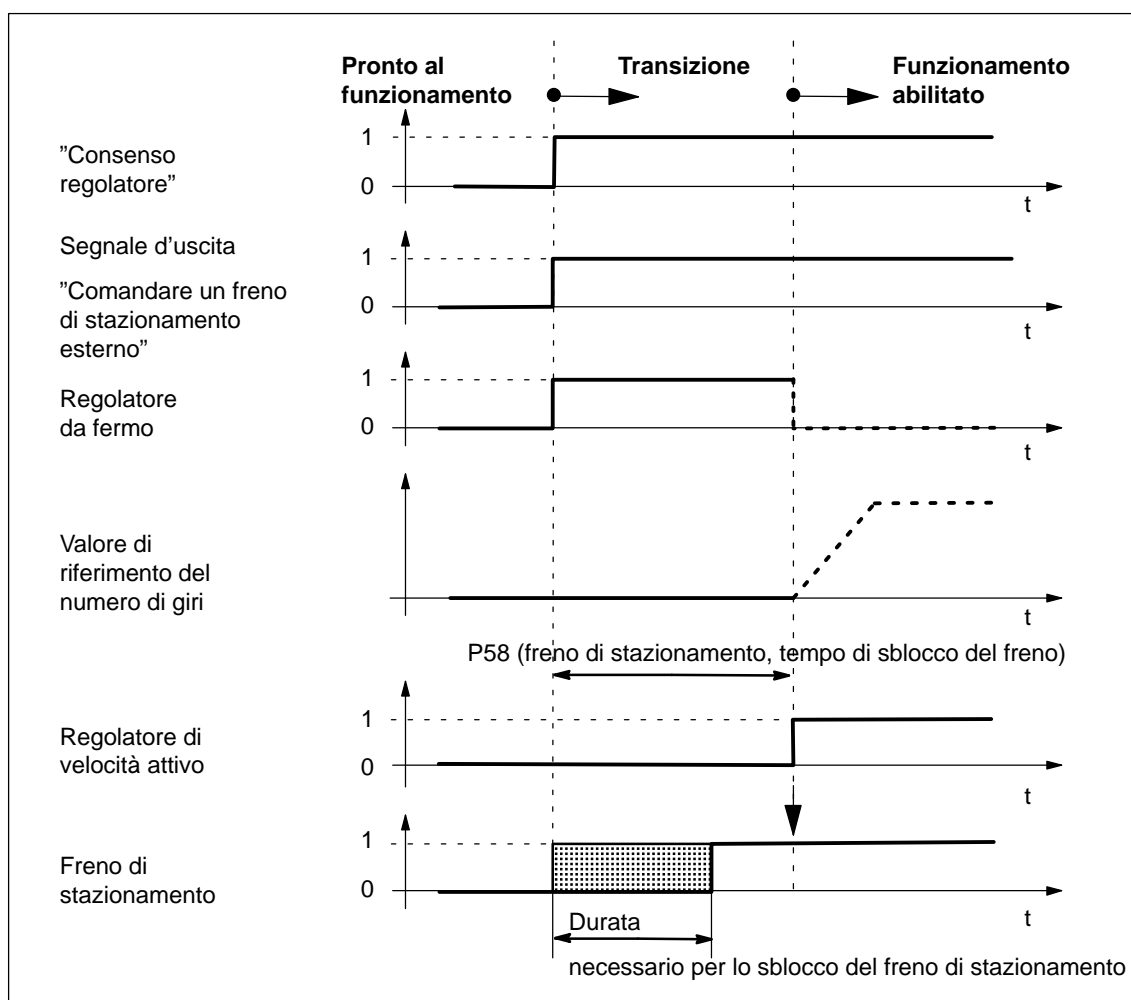 Pronto al
funzionamento
Transizione
Funzionamento
abilitato
”Consenso
regolatore”
1
0
t
Segnale d’uscita
”Comandare un freno
di stazionamento
esterno”
1
0
t
Regolatore
da fermo
1
0
t
Valore di
riferimento del
numero di giri
t
P58 (freno di stazionamento, tempo di sblocco del freno)
Regolatore di
velocità attivo
1
0
t
Freno di
stazionamento
1
0
t
Durata
necessario per lo sblocco del freno di stazionamento